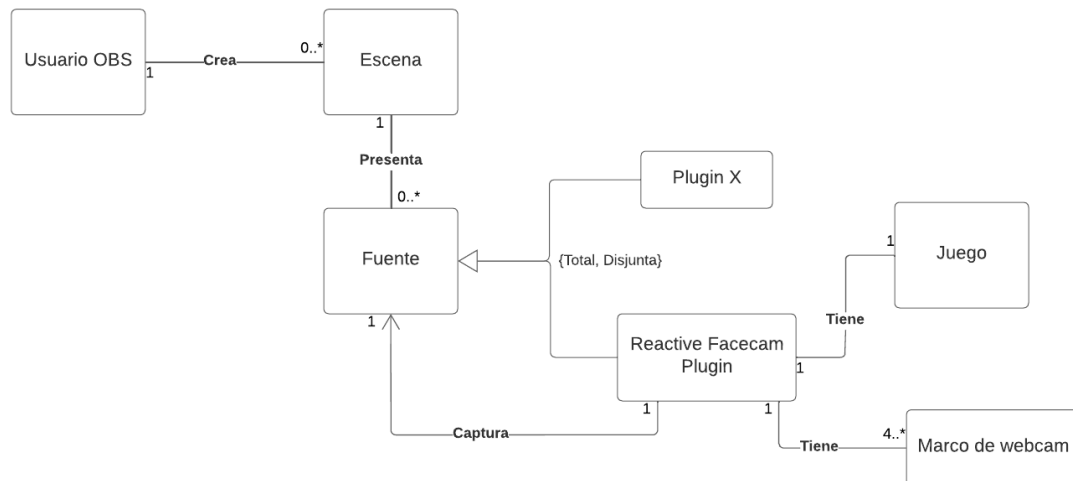 Usuario OBS
1
Crea
0..*
Escena
1
Presenta
0..*
Fuente
{Total, Disjunta}
Plugin X
Reactive Facecam
Plugin
1
Tiene
1
Juego
1
Captura
1
1
Tiene
4..*
Marco de webcam